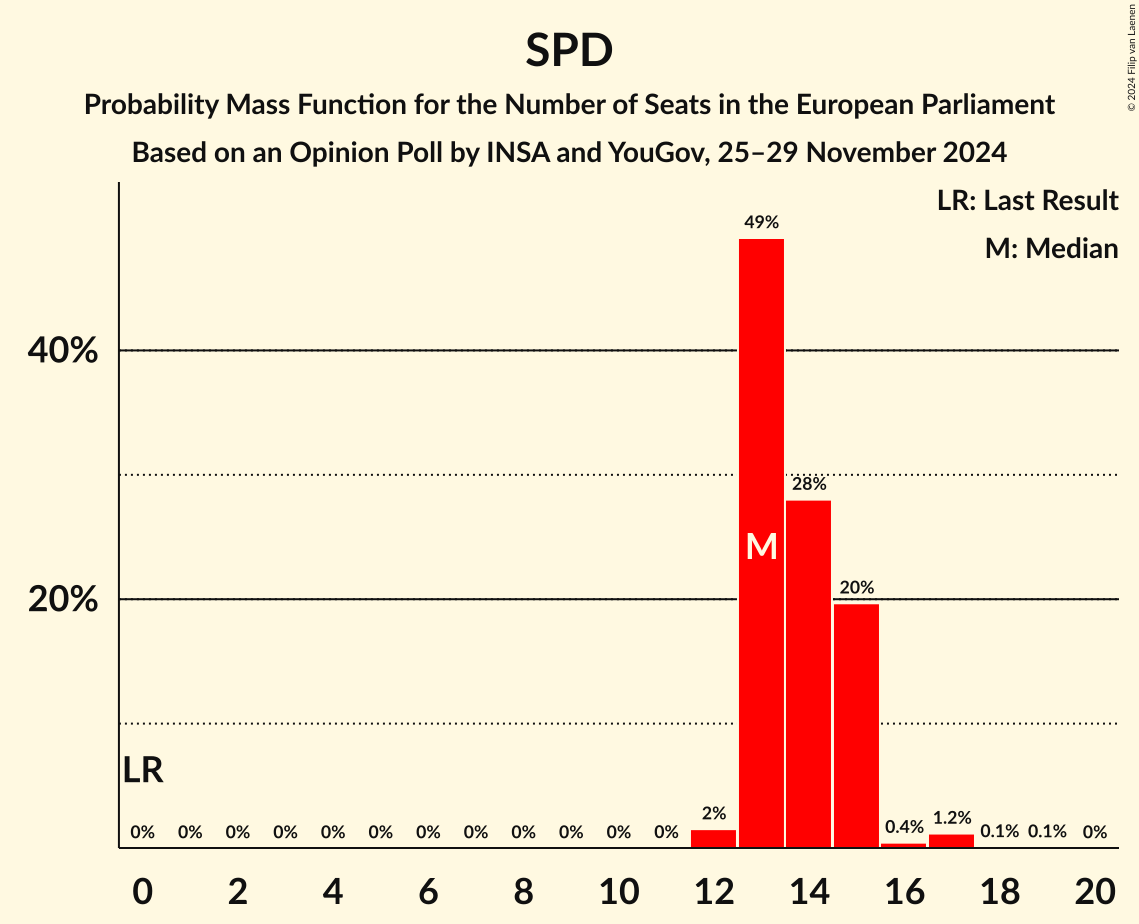 SPD
Probability Mass Function for the Number of Seats in the European Parliament
Based on an Opinion Poll by INSA and YouGov, 25–29 November 2024
© 2024 Filip van Laenen
LR: Last Result
M: Median
49%
40%
28%
M
20%
20%
LR
0% 0% 0% 0% 0% 0% 0% 0% 0% 0% 0% 0% 2% 0.4% 1.2% 0.1% 0.1% 0%
0 2 4 6 8 10 12 14 16 18 20